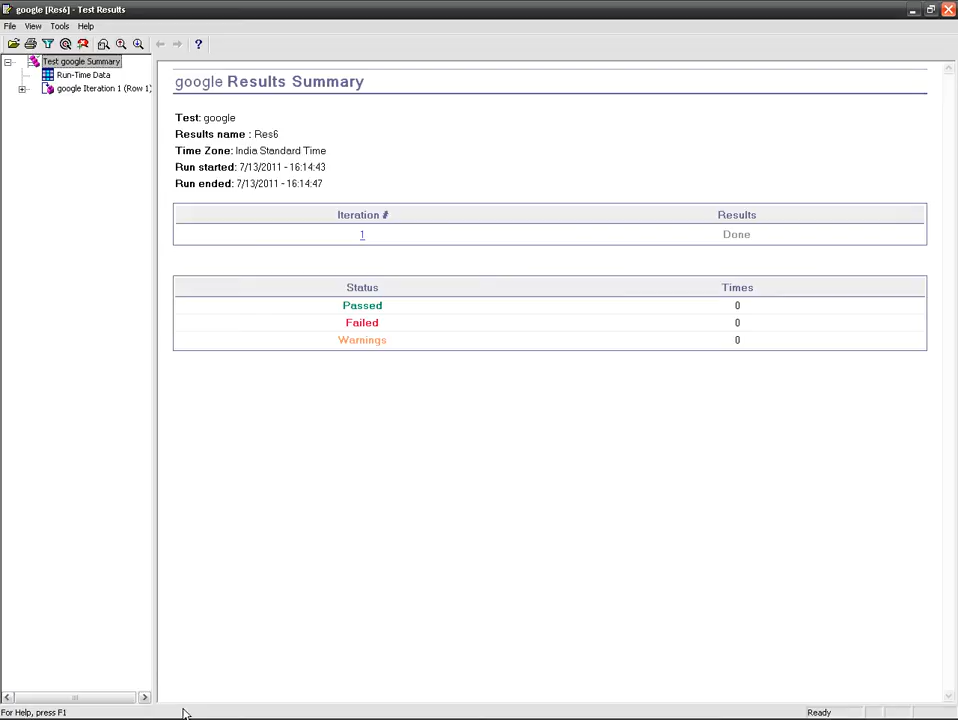 google [Res6] - Test Results
File View Tools Help
Test google Summary
Run-Time Data
google Iteration 1 (Row 1)
google Results Summary
Test: google
Results name : Res6
Time Zone: India Standard Time
Run started: 7/13/2011 - 16:14:43
Run ended: 7/13/2011 - 16:14:47
Iteration # Results
1 Done
Status Times
Passed 0
Failed 0
Warnings 0
For Help, press F1 Ready